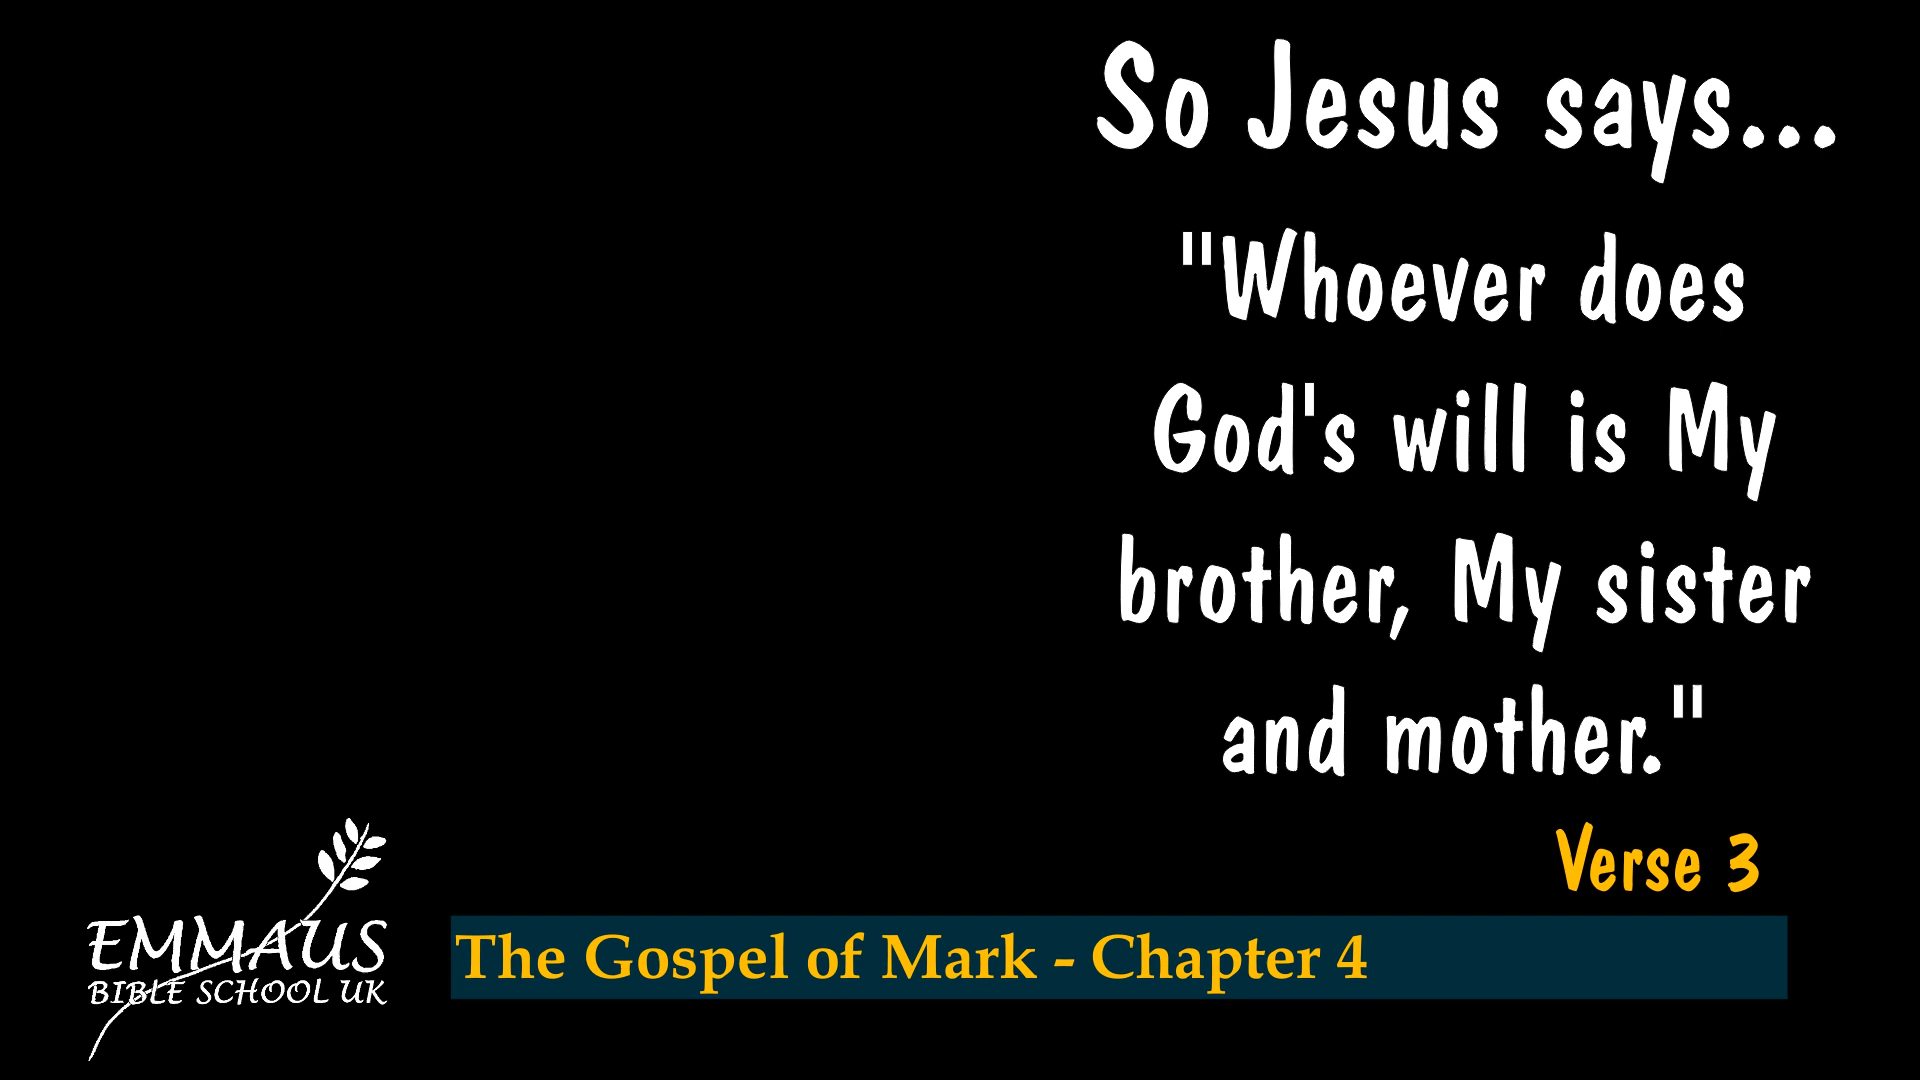 So Jesus says...
"Whoever does
God's will is My
brother, My sister
and mother."
Verse 3
The Gospel of Mark - Chapter 4
EMMAUS
BIBLE SCHOOL UK